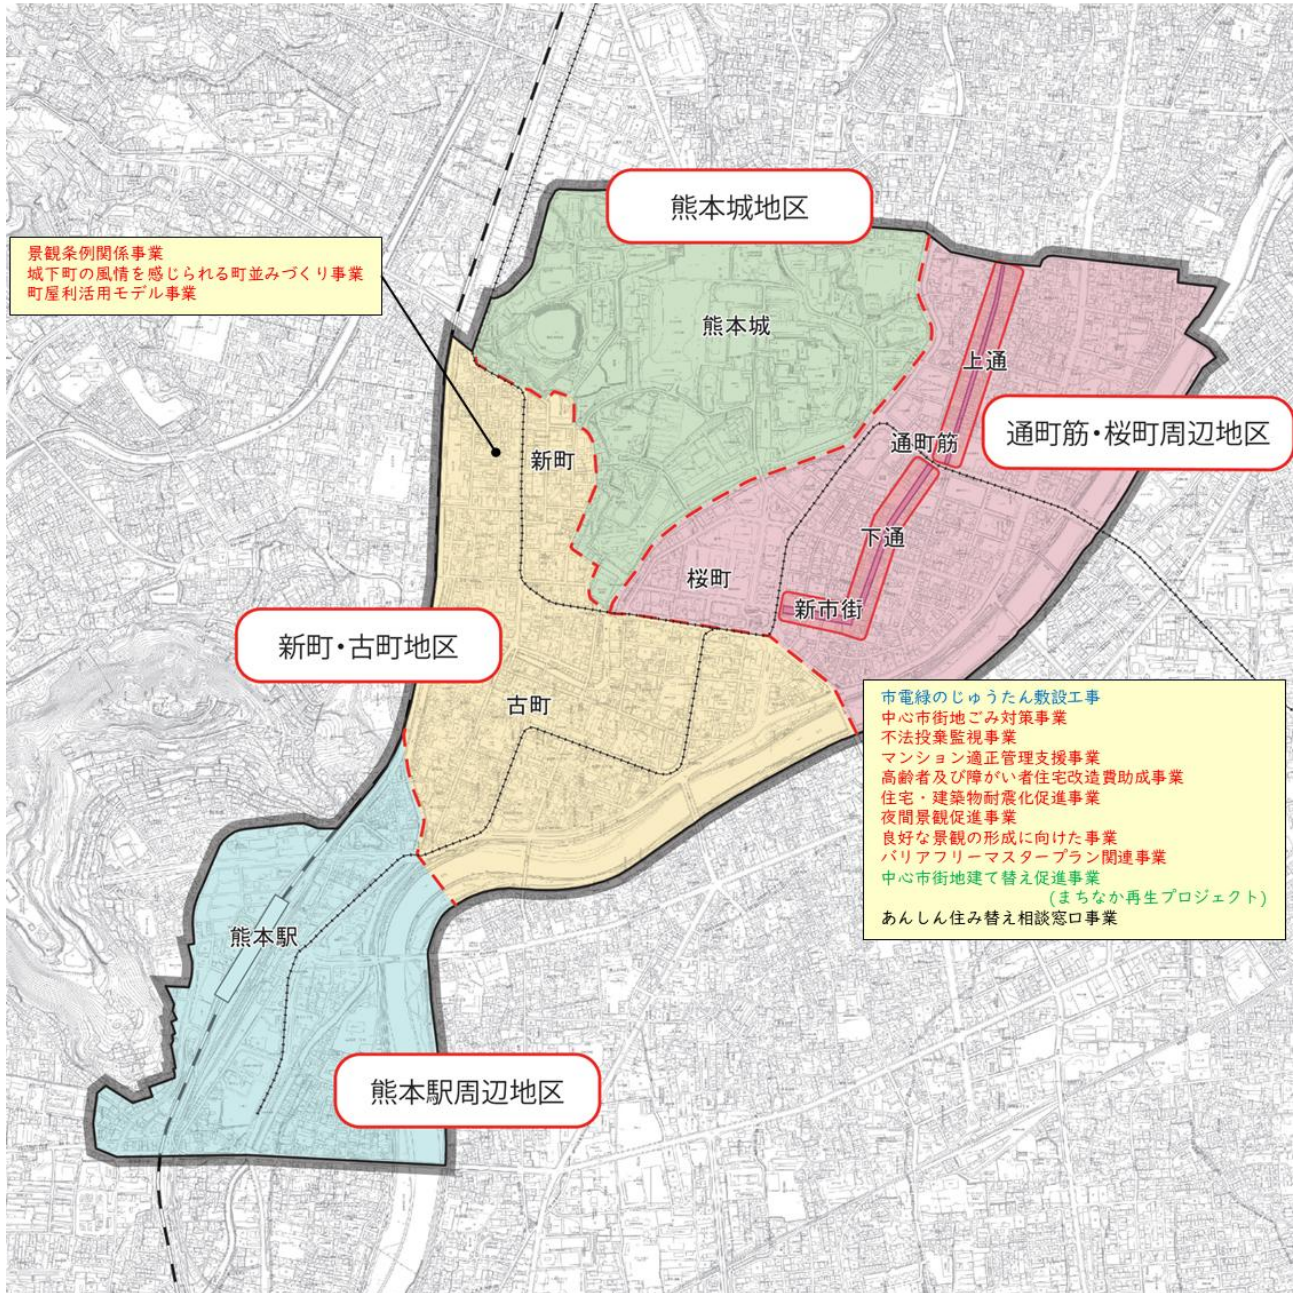 熊本城地区
景観条例関係事業
城下町の風情を感じられる町並みづくり事業
町屋利活用モデル事業
熊本城
上通
通町筋・桜町周辺地区
通町筋
新町
下通
桜町
新市街
新町・古町地区
古町
市電緑のじゅうたん敷設工事
中心市街地ごみ対策事業
不法投棄監視事業
マンション適正管理支援事業
高齢者及び障がい者住宅改造費助成事業
住宅・建築物耐震化促進事業
夜間景観促進事業
良好な景観の形成に向けた事業
バリアフリーマスタープラン関連事業
中心市街地建て替え促進事業
(まちなか再生プロジェクト)
あんしん住み替え相談窓口事業
熊本駅
熊本駅周辺地区